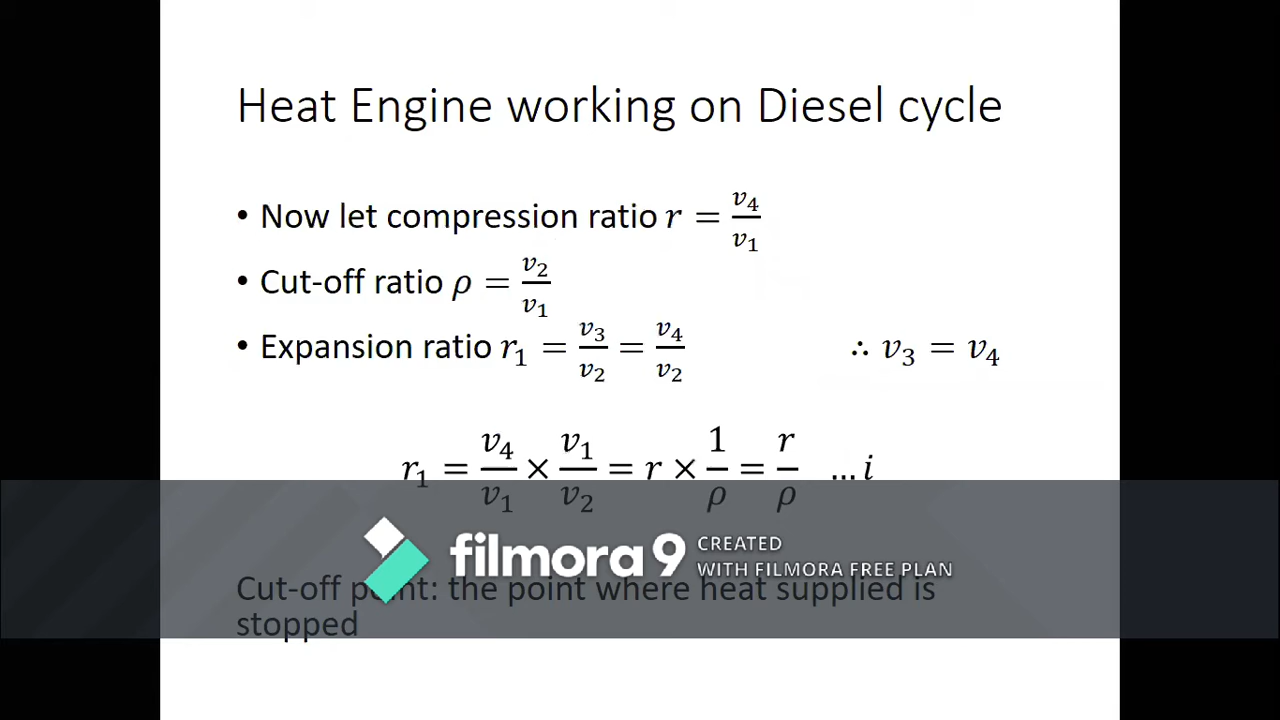 Heat Engine working on Diesel cycle
• Now let compression ratio r = v₄/v₁
• Cut-off ratio ρ = v₂/v₁
• Expansion ratio r₁ = v₃/v₂ = v₄/v₂ ∴ v₃ = v₄
r₁ = v₄/v₁ × v₁/v₂ = r × 1/ρ = r/ρ …i
filmora 9 CREATED
WITH FILMORA FREE PLAN
Cut-off point: the point where heat supplied is
stopped